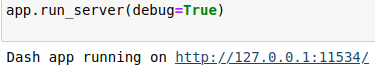 app.run_server(debug=True)
Dash app running on http://127.0.0.1:11534/